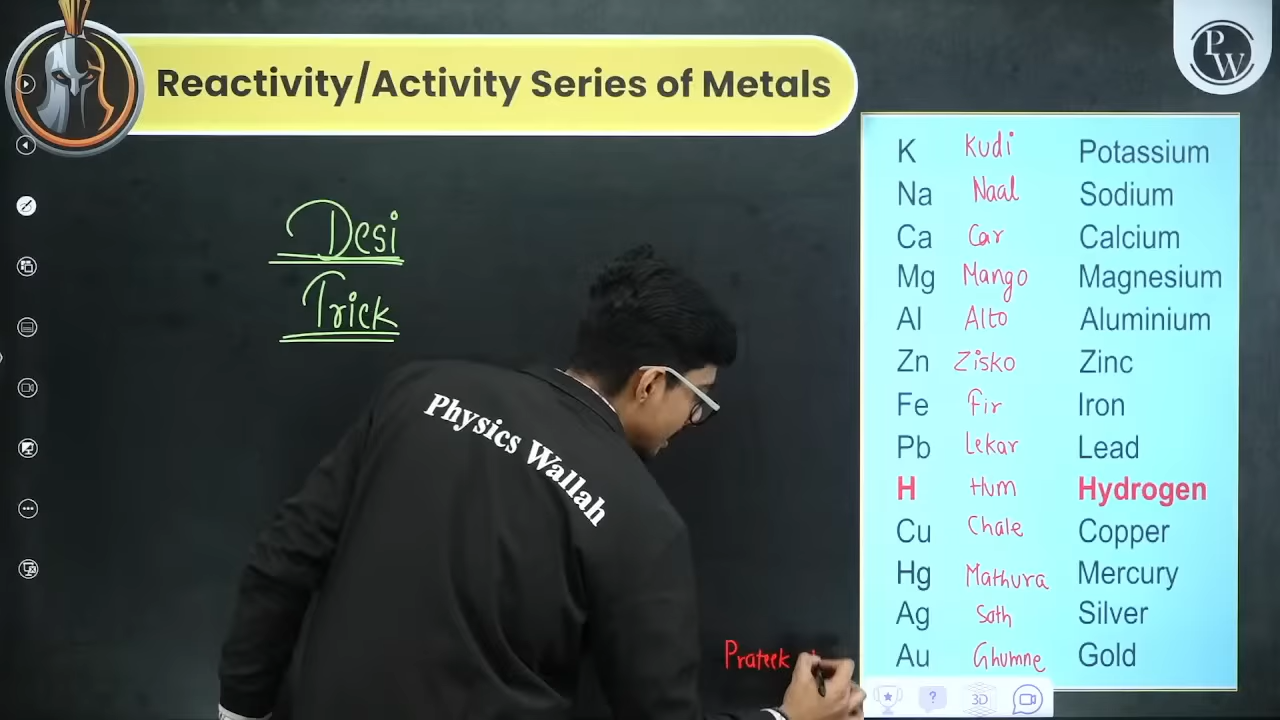 Reactivity/Activity Series of Metals
PW
Desi
Trick
Physics Wallah
K Kudi Potassium
Na Naal Sodium
Ca Car Calcium
Mg Mango Magnesium
Al Alto Aluminium
Zn Zisko Zinc
Fe Fir Iron
Pb Lekar Lead
H Hum Hydrogen
Cu Chale Copper
Hg Mathura Mercury
Ag Sath Silver
Au Ghumne Gold
Prateek
?
3D